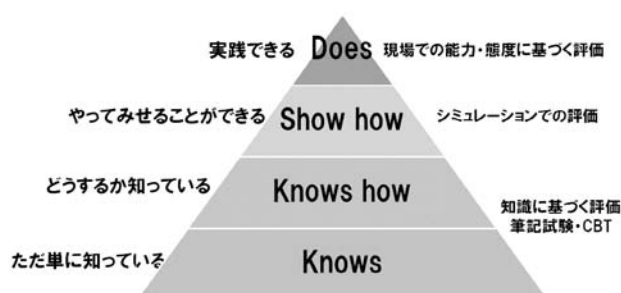 実践できる Does 現場での能力・態度に基づく評価
やってみせることができる Show how シミュレーションでの評価
どうするか知っている Knows how
知識に基づく評価
筆記試験・CBT
ただ単に知っている Knows